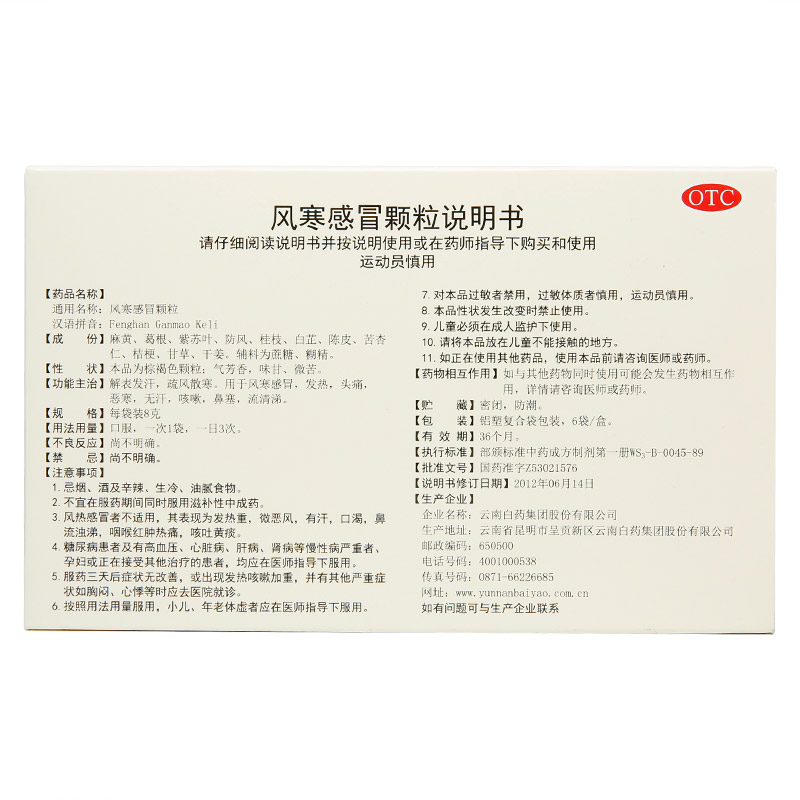 OTC
风寒感冒颗粒说明书
请仔细阅读说明书并按说明使用或在药师指导下购买和使用
运动员慎用
【药品名称】
通用名称：风寒感冒颗粒
汉语拼音：Fenghan Ganmao Keli
【成　份】麻黄、葛根、紫苏叶、防风、桂枝、白芷、陈皮、苦杏
仁、桔梗、甘草、干姜。辅料为蔗糖、糊精。
【性　状】本品为棕褐色颗粒；气芳香，味甘、微苦。
【功能主治】解表发汗，疏风散寒。用于风寒感冒，发热，头痛，
恶寒，无汗，咳嗽，鼻塞，流清涕。
【规　格】每袋装8克
【用法用量】口服，一次1袋，一日3次。
【不良反应】尚不明确。
【禁　忌】尚不明确。
【注意事项】
1. 忌烟、酒及辛辣、生冷、油腻食物。
2. 不宜在服药期间同时服用滋补性中成药。
3. 风热感冒者不适用，其表现为发热重，微恶风，有汗，口渴，鼻
流浊涕，咽喉红肿热痛，咳吐黄痰。
4. 糖尿病患者及有高血压、心脏病、肝病、肾病等慢性病严重者、
孕妇或正在接受其他治疗的患者，均应在医师指导下服用。
5. 服药三天后症状无改善，或出现发热咳嗽加重，并有其他严重症
状如胸闷、心悸等时应去医院就诊。
6. 按照用法用量服用，小儿、年老体虚者应在医师指导下服用。
7. 对本品过敏者禁用，过敏体质者慎用，运动员慎用。
8. 本品性状发生改变时禁止使用。
9. 儿童必须在成人监护下使用。
10. 请将本品放在儿童不能接触的地方。
11. 如正在使用其他药品，使用本品前请咨询医师或药师。
【药物相互作用】如与其他药物同时使用可能会发生药物相互作
用，详情请咨询医师或药师。
【贮　藏】密闭，防潮。
【包　装】铝塑复合袋包装，6袋/盒。
【有 效 期】36个月。
【执行标准】部颁标准中药成方制剂第一册WS₃-B-0045-89
【批准文号】国药准字Z53021576
【说明书修订日期】2012年06月14日
【生产企业】
企业名称：云南白药集团股份有限公司
生产地址：云南省昆明市呈贡新区云南白药集团股份有限公司
邮政编码：650500
电话号码：4001000538
传真号码：0871-66226685
网址：www.yunnanbaiyao.com.cn
如有问题可与生产企业联系